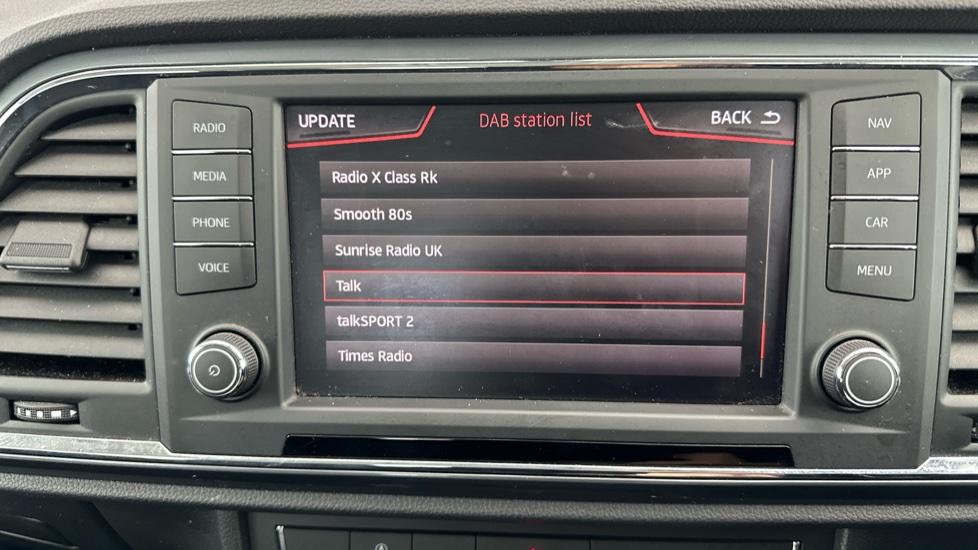 UPDATE DAB station list BACK
RADIO
MEDIA
PHONE
VOICE
Radio X Class Rk
Smooth 80s
Sunrise Radio UK
Talk
talkSPORT 2
Times Radio
NAV
APP
CAR
MENU